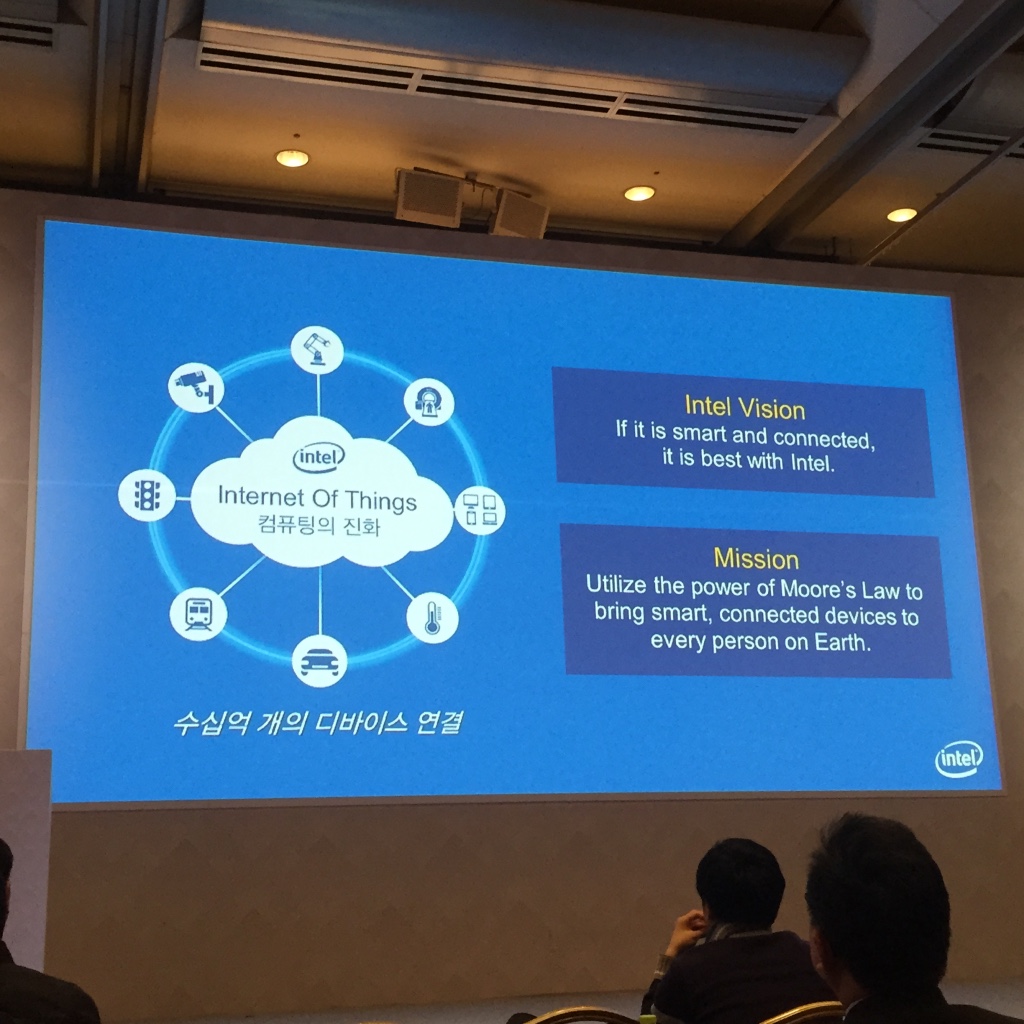 intel
Internet Of Things
컴퓨팅의 진화
수십억 개의 디바이스 연결
Intel Vision
If it is smart and connected,
it is best with Intel.
Mission
Utilize the power of Moore's Law to
bring smart, connected devices to
every person on Earth.
intel